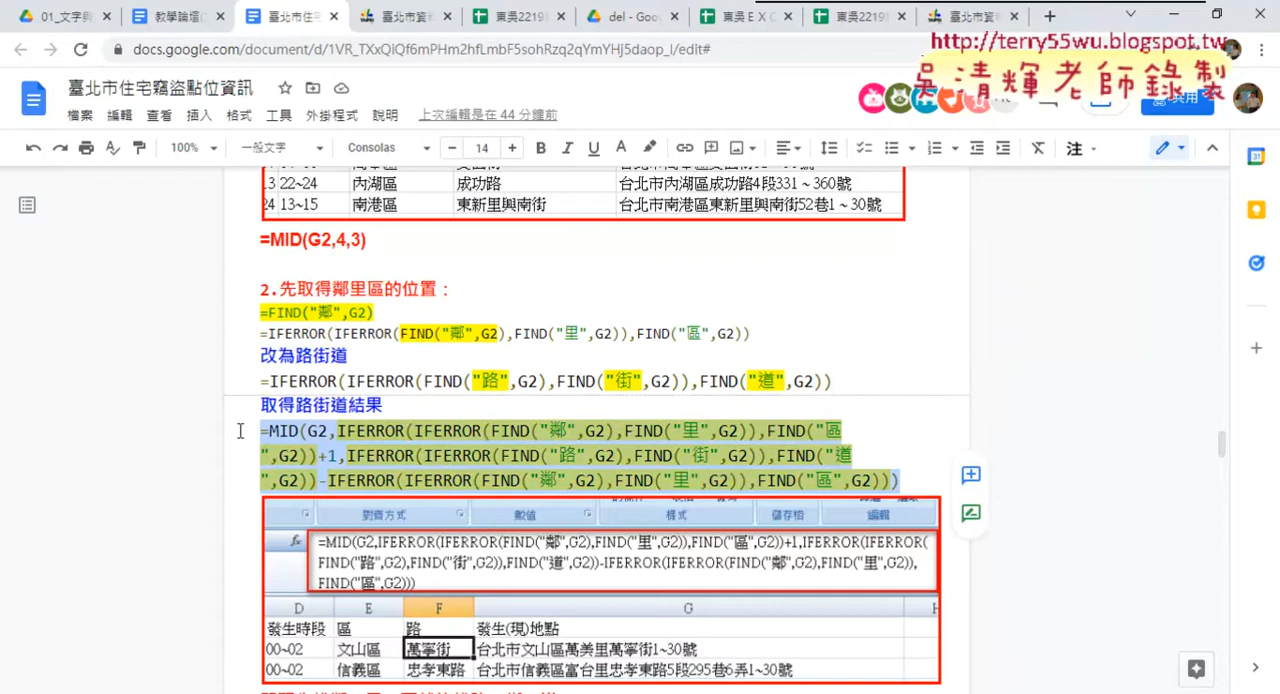 01_文字與
教學論壇(
臺北市住宅
臺北市資
東吳2219
del - Goo
東吳 E X C
東吳2219
臺北市資
docs.google.com/document/d/1VR_TXxQiQf6mPHm2hfLmbF5sohRzq2qYmYHj5daop_I/edit#
http://terry55wu.blogspot.tw
吳清輝老師錄製
臺北市住宅竊盜點位資訊
共用
檔案 編輯 查看 插入 格式 工具 外掛程式 說明 上次編輯是在 44 分鐘前
100% 一般文字 Consolas 14 B I U A 注
13 22~24 內湖區 成功路 台北市內湖區成功路4段331~360號
24 13~15 南港區 東新里興南街 台北市南港區東新里興南街52巷1~30號
=MID(G2,4,3)
2.先取得鄰里區的位置：
=FIND("鄰",G2)
=IFERROR(IFERROR(FIND("鄰",G2),FIND("里",G2)),FIND("區",G2))
改為路街道
=IFERROR(IFERROR(FIND("路",G2),FIND("街",G2)),FIND("道",G2))
取得路街道結果
=MID(G2,IFERROR(IFERROR(FIND("鄰",G2),FIND("里",G2)),FIND("區
",G2))+1,IFERROR(IFERROR(FIND("路",G2),FIND("街",G2)),FIND("道
",G2))-IFERROR(IFERROR(FIND("鄰",G2),FIND("里",G2)),FIND("區",G2)))
對齊方式 數值 樣式 儲存格 編輯
fx =MID(G2,IFERROR(IFERROR(FIND("鄰",G2),FIND("里",G2)),FIND("區",G2))+1,IFERROR(IFERROR(
FIND("路",G2),FIND("街",G2)),FIND("道",G2))-IFERROR(IFERROR(FIND("鄰",G2),FIND("里",G2)),
FIND("區",G2)))
D E F G H
發生時段 區 路 發生(現)地點
00~02 文山區 萬寧街 台北市文山區萬美里萬寧街1~30號
00~02 信義區 忠孝東路 台北市信義區富台里忠孝東路5段295巷6弄1~30號